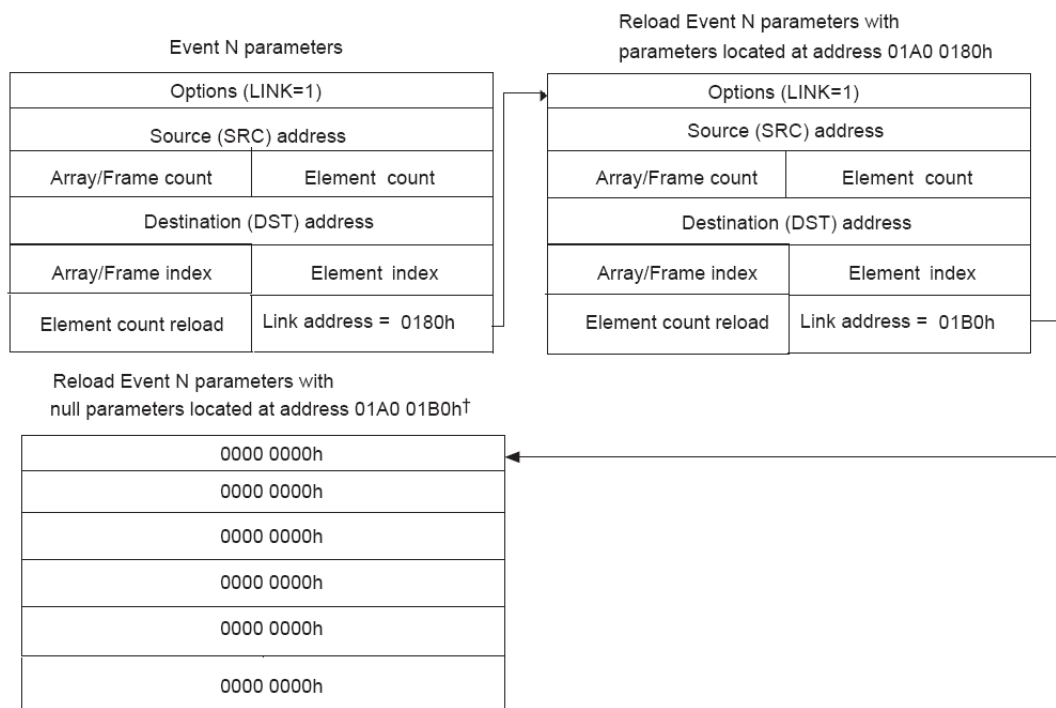 Event N parameters
Options (LINK=1)
Source (SRC) address
Array/Frame count Element count
Destination (DST) address
Array/Frame index Element index
Element count reload Link address = 0180h
Reload Event N parameters with
parameters located at address 01A0 0180h
Options (LINK=1)
Source (SRC) address
Array/Frame count Element count
Destination (DST) address
Array/Frame index Element index
Element count reload Link address = 01B0h
Reload Event N parameters with
null parameters located at address 01A0 01B0h†
0000 0000h
0000 0000h
0000 0000h
0000 0000h
0000 0000h
0000 0000h